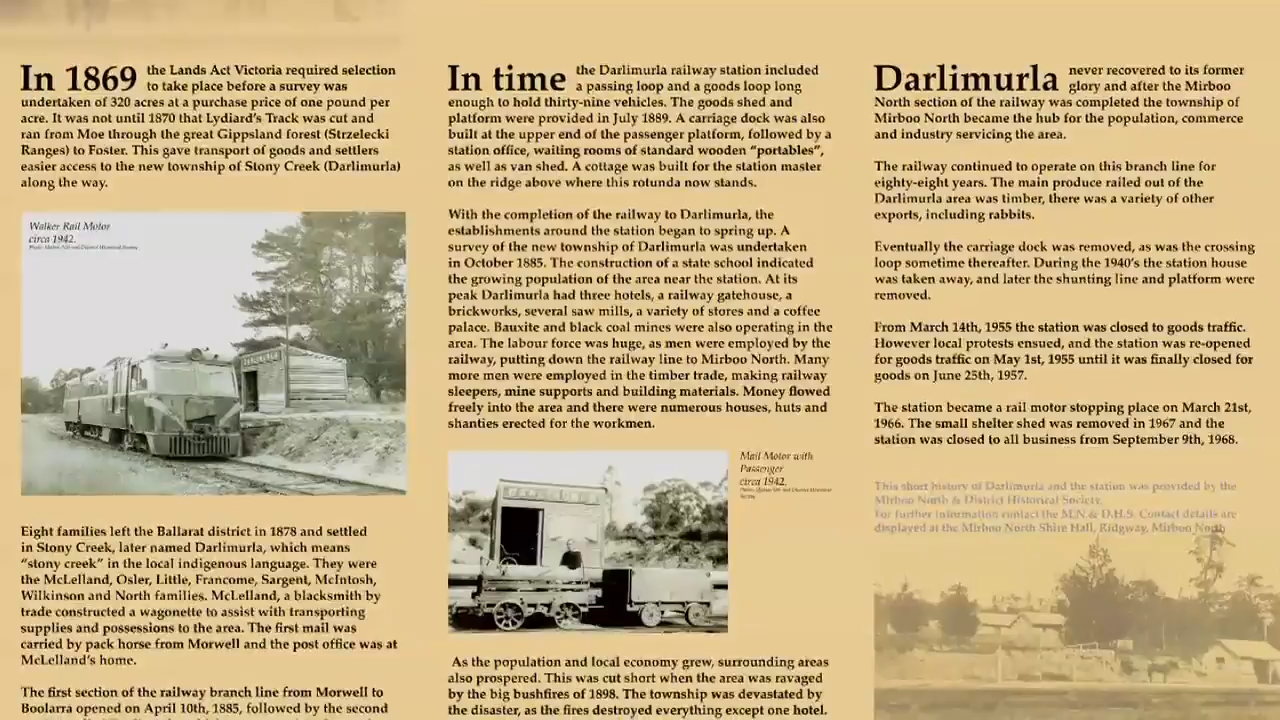 In 1869 the Lands Act Victoria required selection
to take place before a survey was
undertaken of 320 acres at a purchase price of one pound per
acre. It was not until 1870 that Lydiard's Track was cut and
ran from Moe through the great Gippsland forest (Strzelecki
Ranges) to Foster. This gave transport of goods and settlers
easier access to the new township of Stony Creek (Darlimurla)
along the way.
Walker Rail Motor
circa 1942.
Eight families left the Ballarat district in 1878 and settled
in Stony Creek, later named Darlimurla, which means
"stony creek" in the local indigenous language. They were
the McLelland, Osler, Little, Francome, Sargent, McIntosh,
Wilkinson and North families. McLelland, a blacksmith by
trade constructed a wagonette to assist with transporting
supplies and possessions to the area. The first mail was
carried by pack horse from Morwell and the post office was at
McLelland's home.
The first section of the railway branch line from Morwell to
Boolarra opened on April 10th, 1885, followed by the second
In time the Darlimurla railway station included
a passing loop and a goods loop long
enough to hold thirty-nine vehicles. The goods shed and
platform were provided in July 1889. A carriage dock was also
built at the upper end of the passenger platform, followed by a
station office, waiting rooms of standard wooden "portables",
as well as van shed. A cottage was built for the station master
on the ridge above where this rotunda now stands.
With the completion of the railway to Darlimurla, the
establishments around the station began to spring up. A
survey of the new township of Darlimurla was undertaken
in October 1885. The construction of a state school indicated
the growing population of the area near the station. At its
peak Darlimurla had three hotels, a railway gatehouse, a
brickworks, several saw mills, a variety of stores and a coffee
palace. Bauxite and black coal mines were also operating in the
area. The labour force was huge, as men were employed by the
railway, putting down the railway line to Mirboo North. Many
more men were employed in the timber trade, making railway
sleepers, mine supports and building materials. Money flowed
freely into the area and there were numerous houses, huts and
shanties erected for the workmen.
Mail Motor with
Passenger
circa 1942.
As the population and local economy grew, surrounding areas
also prospered. This was cut short when the area was ravaged
by the big bushfires of 1898. The township was devastated by
the disaster, as the fires destroyed everything except one hotel.
Darlimurla never recovered to its former
glory and after the Mirboo
North section of the railway was completed the township of
Mirboo North became the hub for the population, commerce
and industry servicing the area.
The railway continued to operate on this branch line for
eighty-eight years. The main produce railed out of the
Darlimurla area was timber, there was a variety of other
exports, including rabbits.
Eventually the carriage dock was removed, as was the crossing
loop sometime thereafter. During the 1940's the station house
was taken away, and later the shunting line and platform were
removed.
From March 14th, 1955 the station was closed to goods traffic.
However local protests ensued, and the station was re-opened
for goods traffic on May 1st, 1955 until it was finally closed for
goods on June 25th, 1957.
The station became a rail motor stopping place on March 21st,
1966. The small shelter shed was removed in 1967 and the
station was closed to all business from September 9th, 1968.
This short history of Darlimurla and the station was provided by the
Mirboo North & District Historical Society.
For further information contact the M.N & D.H.S. Contact details are
displayed at the Mirboo North Shire Hall, Ridgway, Mirboo North